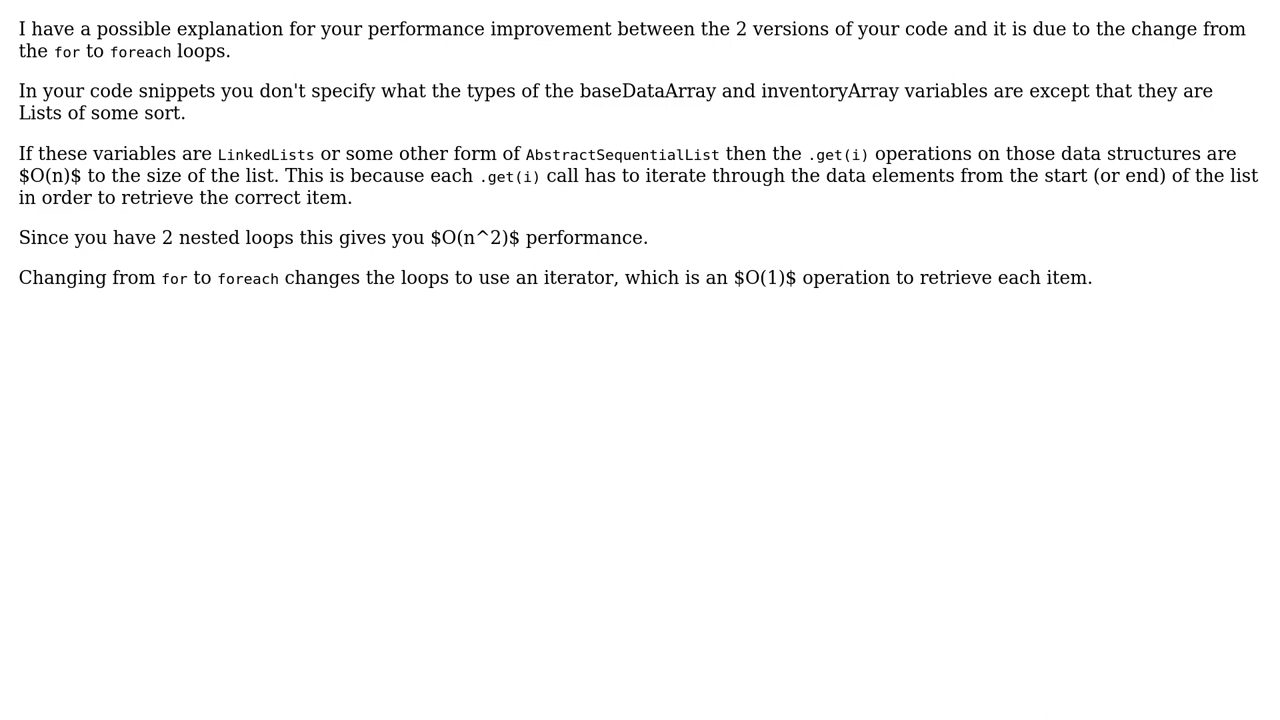 I have a possible explanation for your performance improvement between the 2 versions of your code and it is due to the change from
the for to foreach loops.
In your code snippets you don't specify what the types of the baseDataArray and inventoryArray variables are except that they are
Lists of some sort.
If these variables are LinkedLists or some other form of AbstractSequentialList then the .get(i) operations on those data structures are
$O(n)$ to the size of the list. This is because each .get(i) call has to iterate through the data elements from the start (or end) of the list
in order to retrieve the correct item.
Since you have 2 nested loops this gives you $O(n^2)$ performance.
Changing from for to foreach changes the loops to use an iterator, which is an $O(1)$ operation to retrieve each item.